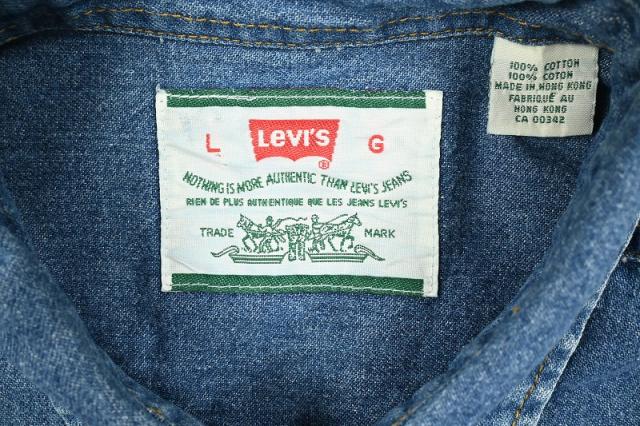 L LEVI'S G
®
NOTHING IS MORE AUTHENTIC THAN LEVI'S JEANS
RIEN DE PLUS AUTHENTIQUE QUE LES JEANS LEVI'S
TRADE MARK
100% COTTON
100% COTON
MADE IN HONG KONG
FABRIQUÉ AU
HONG KONG
CA 00342